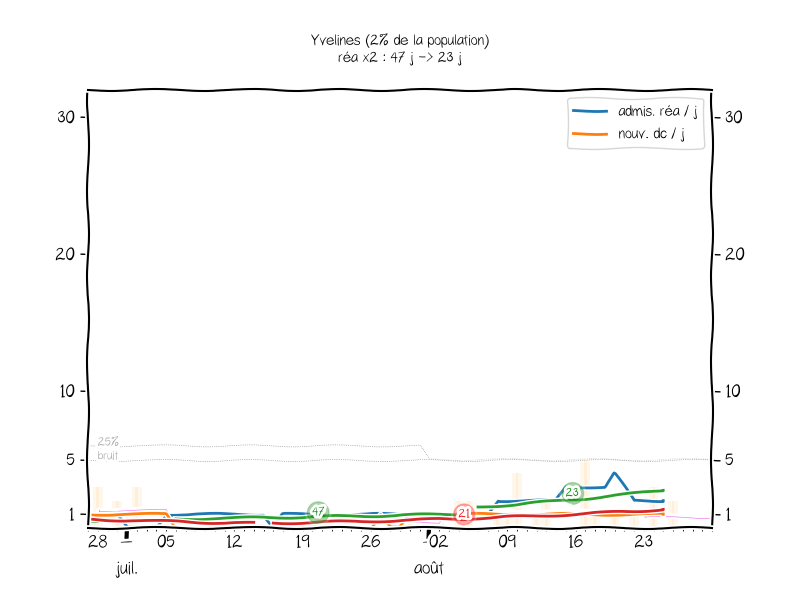 Yvelines (2% de la population)
réa x2 : 47 j -> 23 j
admis. réa / j
nouv. dc / j
30
30
20
20
10
10
25%
bruit
5
5
47
21
23
1
1
28 1 05 12 19 26 02 09 16 23
juil. août